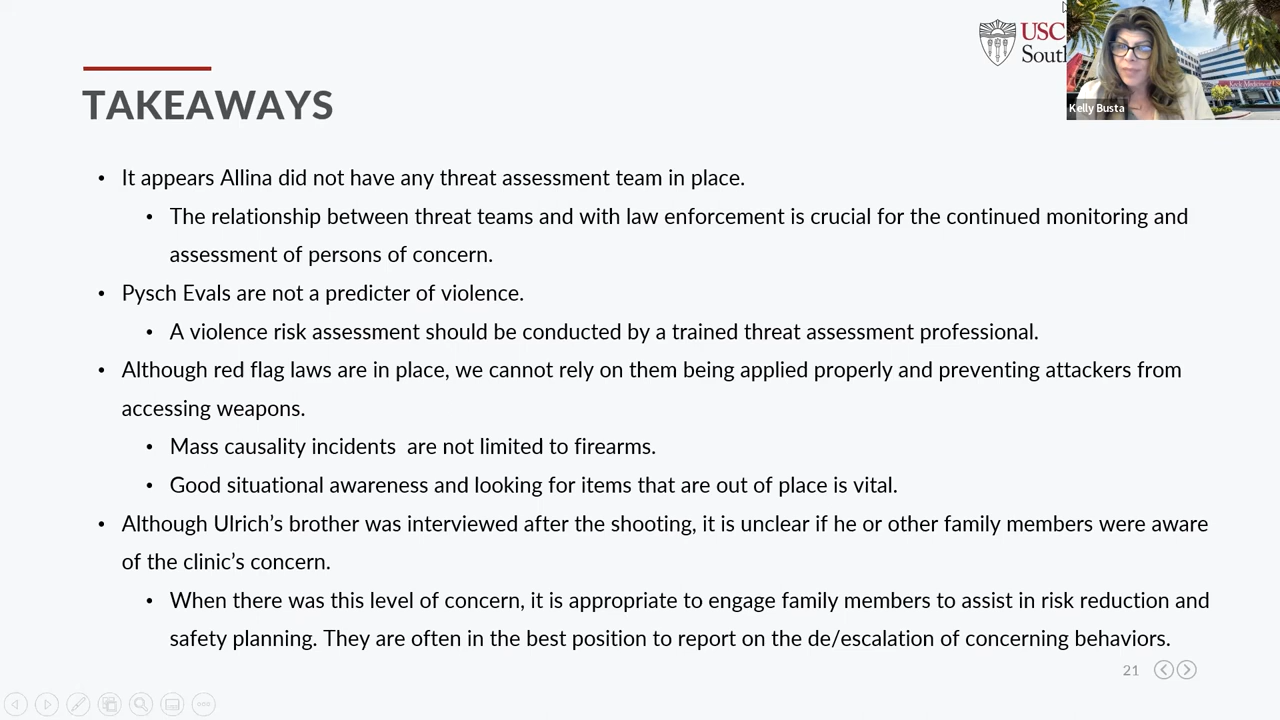 USC
South
Kelly Busta
TAKEAWAYS
• It appears Allina did not have any threat assessment team in place.
• The relationship between threat teams and with law enforcement is crucial for the continued monitoring and
assessment of persons of concern.
• Pysch Evals are not a predicter of violence.
• A violence risk assessment should be conducted by a trained threat assessment professional.
• Although red flag laws are in place, we cannot rely on them being applied properly and preventing attackers from
accessing weapons.
• Mass causality incidents  are not limited to firearms.
• Good situational awareness and looking for items that are out of place is vital.
• Although Ulrich’s brother was interviewed after the shooting, it is unclear if he or other family members were aware
of the clinic’s concern.
• When there was this level of concern, it is appropriate to engage family members to assist in risk reduction and
safety planning. They are often in the best position to report on the de/escalation of concerning behaviors.
21